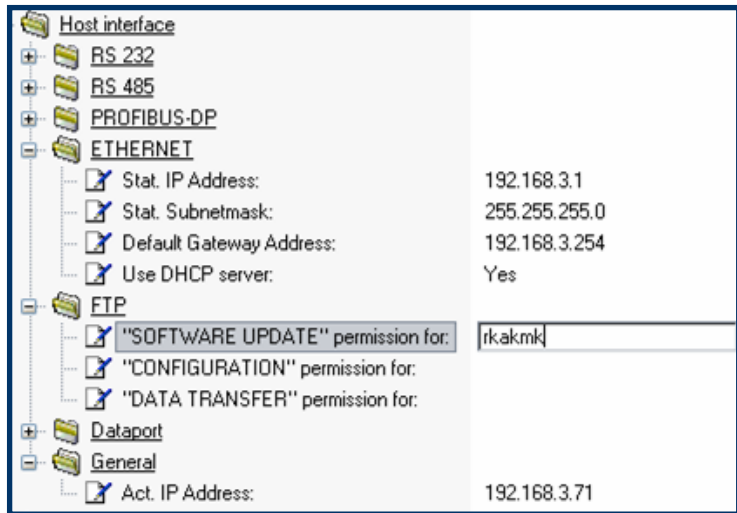 Host interface
RS 232
RS 485
PROFIBUS-DP
ETHERNET
Stat. IP Address: 192.168.3.1
Stat. Subnetmask: 255.255.255.0
Default Gateway Address: 192.168.3.254
Use DHCP server: Yes
FTP
"SOFTWARE UPDATE" permission for: rkakmk
"CONFIGURATION" permission for:
"DATA TRANSFER" permission for:
Dataport
General
Act. IP Address: 192.168.3.71